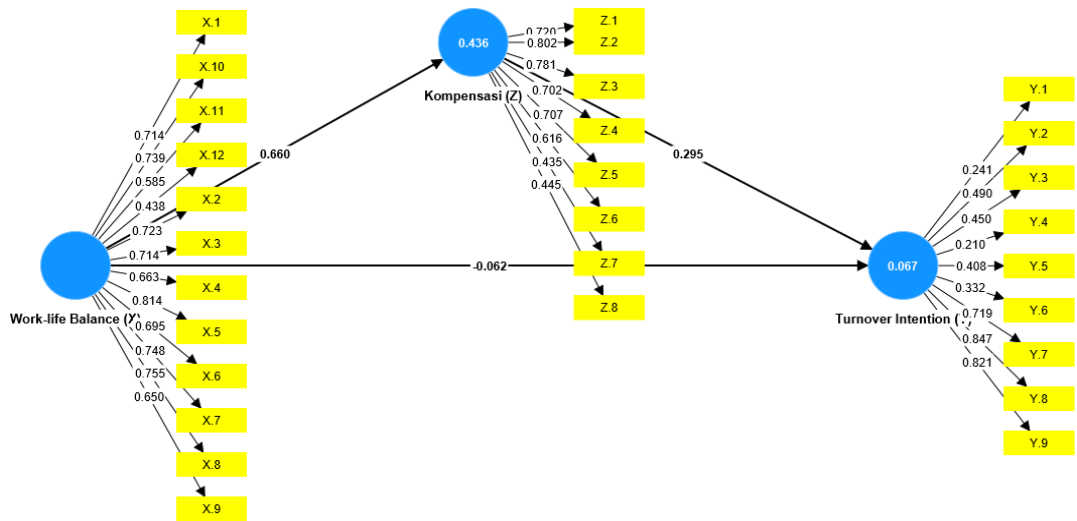 X.1
X.10
X.11
X.12
X.2
X.3
X.4
X.5
X.6
X.7
X.8
X.9
0.714
0.739
0.585
0.438
0.723
0.714
0.663
0.814
0.695
0.748
0.755
0.650
Work-life Balance (X)
0.660
0.436
Kompensasi (Z)
0.720
0.802
0.781
0.702
0.707
0.616
0.435
0.445
Z.1
Z.2
Z.3
Z.4
Z.5
Z.6
Z.7
Z.8
0.295
-0.062
0.067
Turnover Intention (Y)
0.241
0.490
0.450
0.210
0.408
0.332
0.719
0.847
0.821
Y.1
Y.2
Y.3
Y.4
Y.5
Y.6
Y.7
Y.8
Y.9